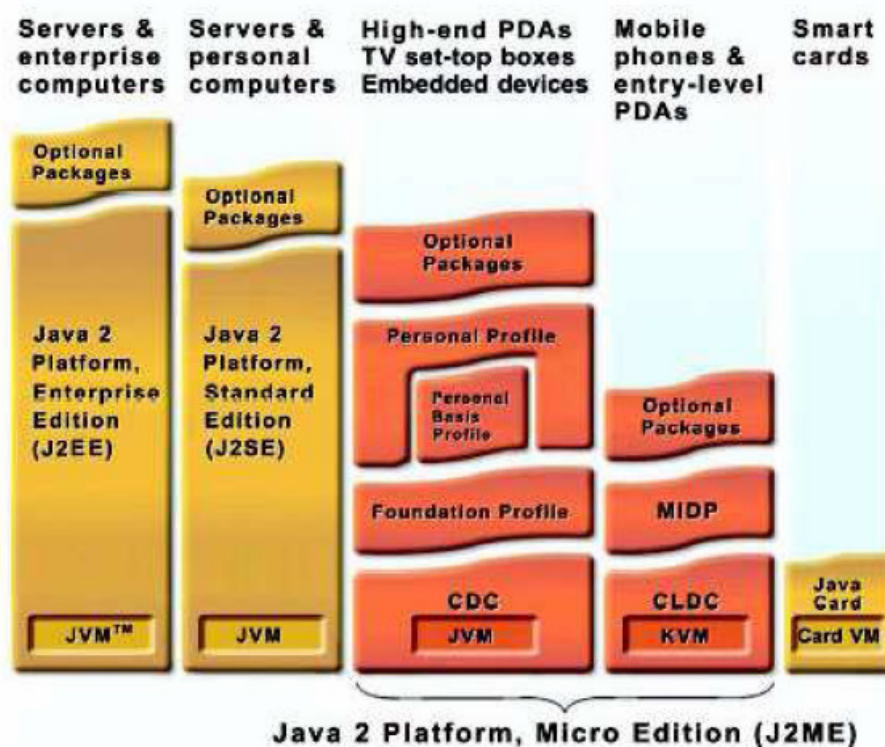 Servers &
enterprise
computers
Servers &
personal
computers
High-end PDAs
TV set-top boxes
Embedded devices
Mobile
phones &
entry-level
PDAs
Smart
cards
Optional
Packages
Java 2
Platform,
Enterprise
Edition
(J2EE)
JVM™
Optional
Packages
Java 2
Platform,
Standard
Edition
(J2SE)
JVM
Optional
Packages
Personal Profile
Personal
Basis
Profile
Foundation Profile
CDC
JVM
Optional
Packages
MIDP
CLDC
KVM
Java
Card
Card VM
Java 2 Platform, Micro Edition (J2ME)